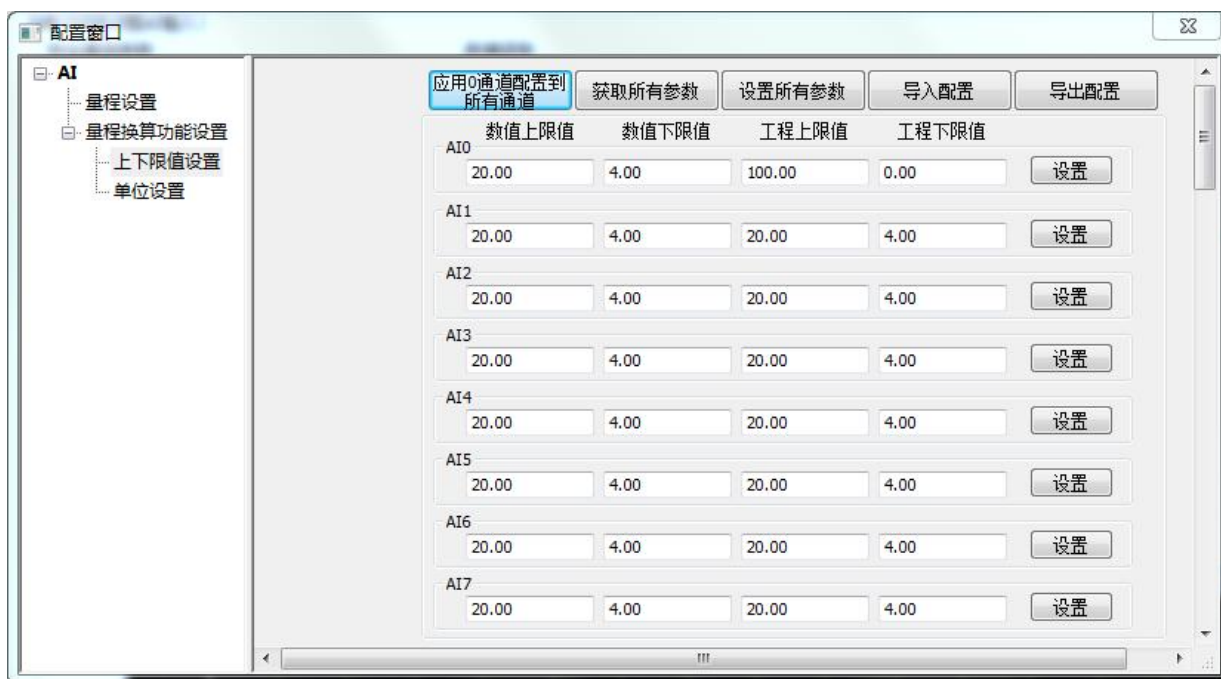 配置窗口
AI
量程设置
量程换算功能设置
上下限值设置
单位设置
应用0通道配置到
所有通道
获取所有参数
设置所有参数
导入配置
导出配置
数值上限值 数值下限值 工程上限值 工程下限值
AI0
20.00 4.00 100.00 0.00 设置
AI1
20.00 4.00 20.00 4.00 设置
AI2
20.00 4.00 20.00 4.00 设置
AI3
20.00 4.00 20.00 4.00 设置
AI4
20.00 4.00 20.00 4.00 设置
AI5
20.00 4.00 20.00 4.00 设置
AI6
20.00 4.00 20.00 4.00 设置
AI7
20.00 4.00 20.00 4.00 设置